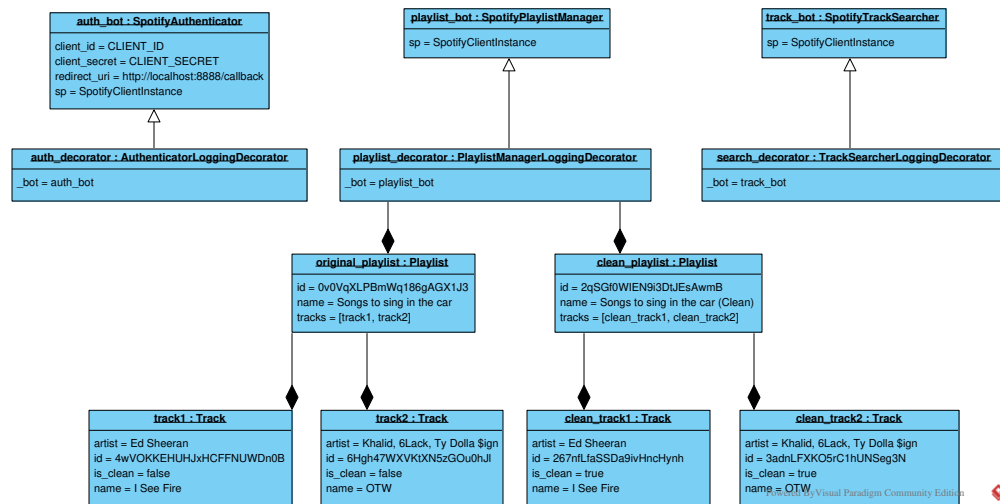 auth_bot : SpotifyAuthenticator
client_id = CLIENT_ID
client_secret = CLIENT_SECRET
redirect_uri = http://localhost:8888/callback
sp = SpotifyClientInstance
playlist_bot : SpotifyPlaylistManager
sp = SpotifyClientInstance
track_bot : SpotifyTrackSearcher
sp = SpotifyClientInstance
auth_decorator : AuthenticatorLoggingDecorator
_bot = auth_bot
playlist_decorator : PlaylistManagerLoggingDecorator
_bot = playlist_bot
search_decorator : TrackSearcherLoggingDecorator
_bot = track_bot
original_playlist : Playlist
id = 0v0VqXLPBmWq186gAGX1J3
name = Songs to sing in the car
tracks = [track1, track2]
clean_playlist : Playlist
id = 2qSGf0WIEN9i3DtJEsAwmB
name = Songs to sing in the car (Clean)
tracks = [clean_track1, clean_track2]
track1 : Track
artist = Ed Sheeran
id = 4wVOKKEHUHJxHCFFNUWDn0B
is_clean = false
name = I See Fire
track2 : Track
artist = Khalid, 6Lack, Ty Dolla $ign
id = 6Hgh47WXVKtXN5zGOu0hJl
is_clean = false
name = OTW
clean_track1 : Track
artist = Ed Sheeran
id = 267nfLfaSSDa9ivHncHynh
is_clean = true
name = I See Fire
clean_track2 : Track
artist = Khalid, 6Lack, Ty Dolla $ign
id = 3adnLFXKO5rC1hUNSeg3N
is_clean = true
name = OTW
Powered By Visual Paradigm Community Edition